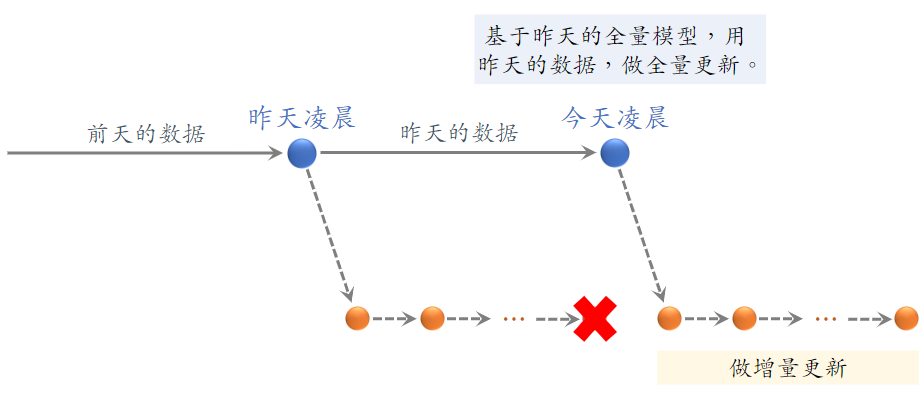 基于昨天的全量模型，用
昨天的数据，做全量更新。
前天的数据
昨天凌晨
昨天的数据
今天凌晨
…
…
做增量更新